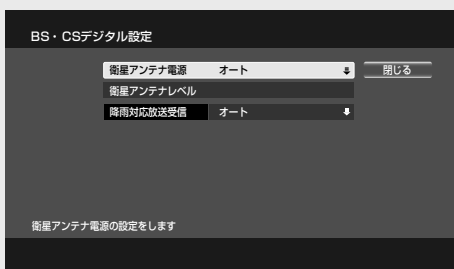 BS・CSデジタル設定
衛星アンテナ電源 オート 閉じる
衛星アンテナレベル
降雨対応放送受信 オート
衛星アンテナ電源の設定をします